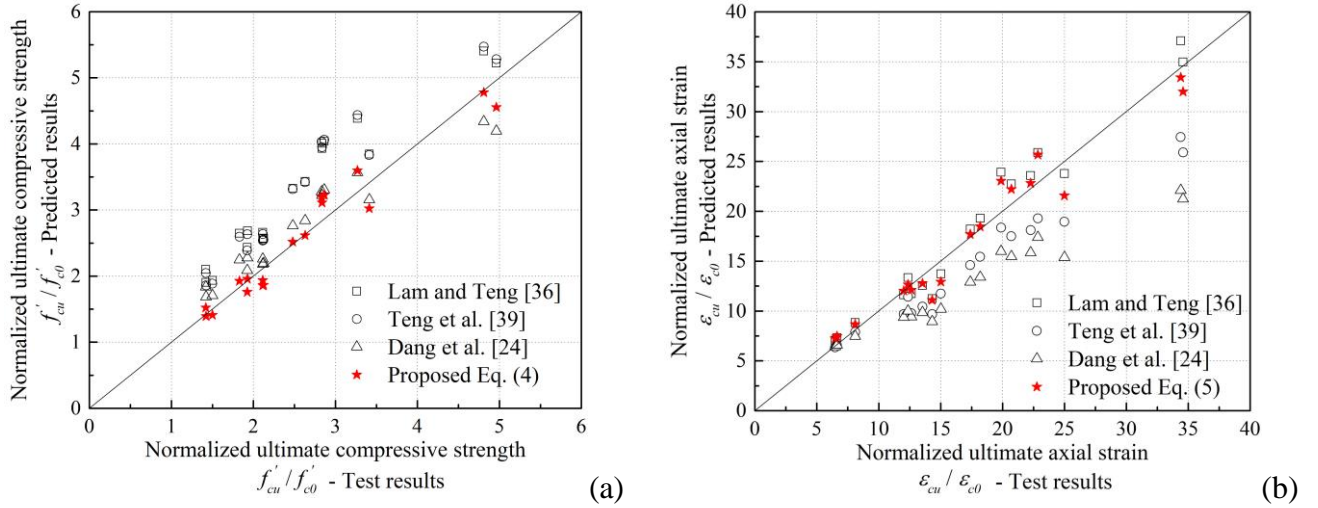 6
5
4
3
2
1
0
0 1 2 3 4 5 6
Normalized ultimate compressive strength
f'cu / f'c0 - Predicted results
Lam and Teng [36]
Teng et al. [39]
Dang et al. [24]
Proposed Eq. (4)
Normalized ultimate compressive strength
f'cu / f'c0 - Test results
(a)
40
35
30
25
20
15
10
5
0
0 5 10 15 20 25 30 35 40
Normalized ultimate axial strain
εcu / εc0 - Predicted results
Lam and Teng [36]
Teng et al. [39]
Dang et al. [24]
Proposed Eq. (5)
Normalized ultimate axial strain
εcu / εc0 - Test results
(b)